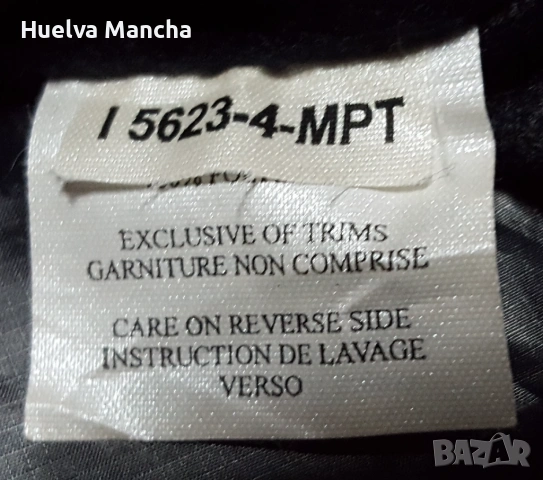 Huelva Mancha
I 5623-4-MPT
EXCLUSIVE OF TRIMS
GARNITURE NON COMPRISE
CARE ON REVERSE SIDE
INSTRUCTION DE LAVAGE
VERSO
BAZAR